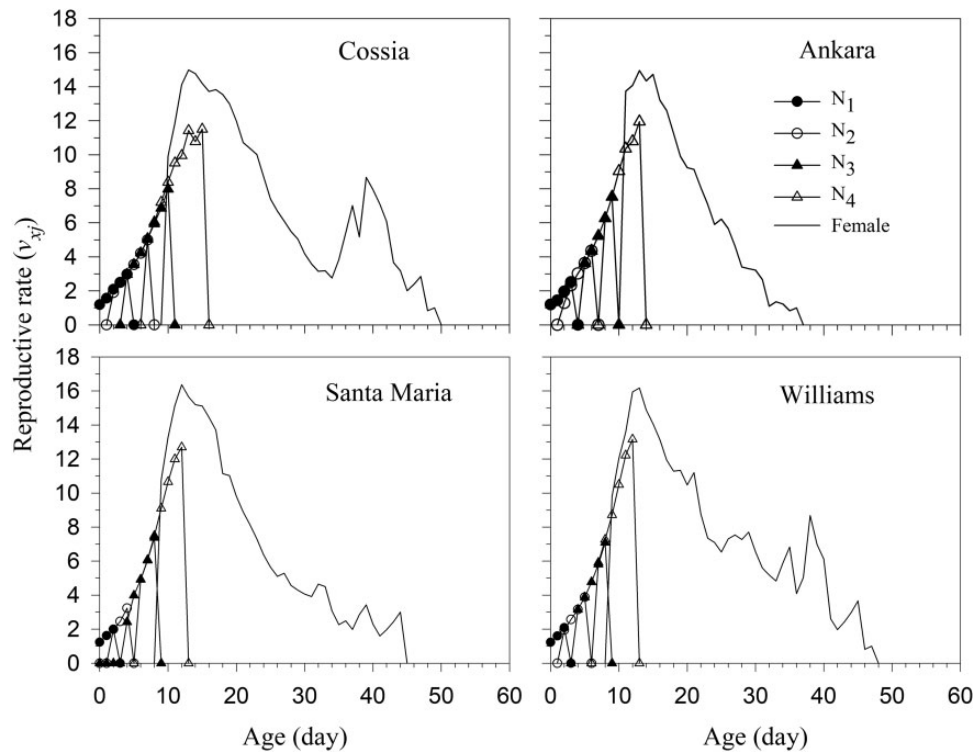 Reproductive rate (vxj)
18
16
14
12
10
8
6
4
2
0
Cossia
Ankara
N1
N2
N3
N4
Female
18
16
14
12
10
8
6
4
2
0
0 10 20 30 40 50 60
Santa Maria
Williams
0 10 20 30 40 50 60
Age (day)
Age (day)